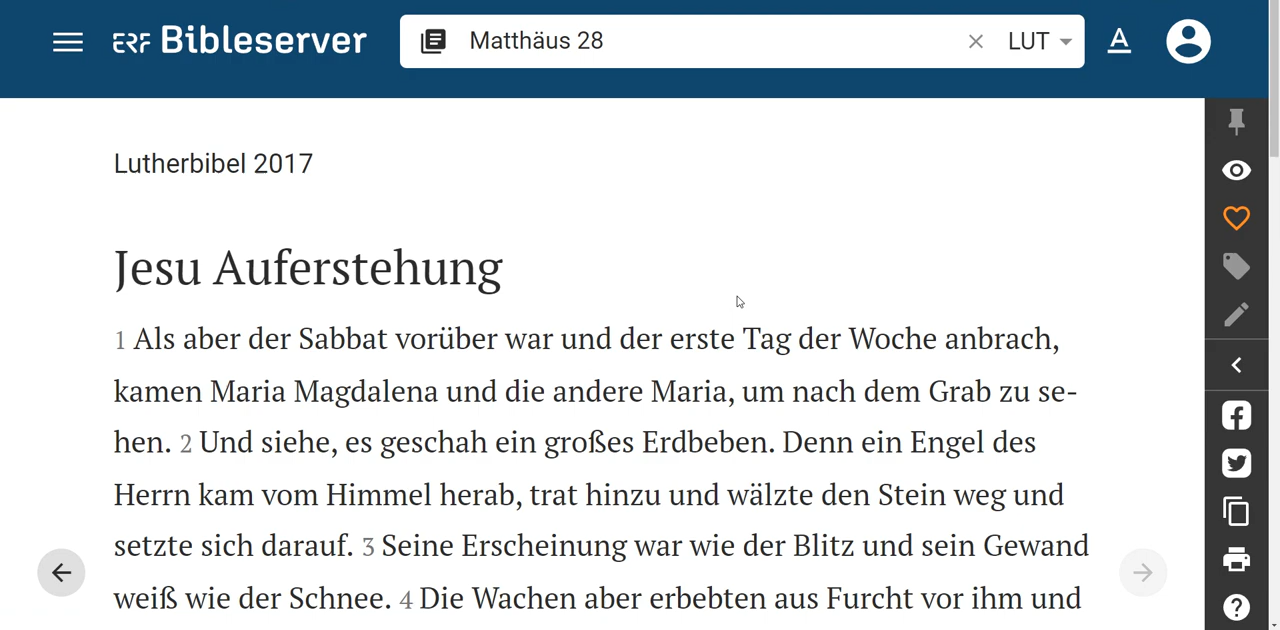 ERF Bibleserver
Matthäus 28
LUT
A
Lutherbibel 2017
Jesu Auferstehung
1 Als aber der Sabbat vorüber war und der erste Tag der Woche anbrach,
kamen Maria Magdalena und die andere Maria, um nach dem Grab zu se-
hen. 2 Und siehe, es geschah ein großes Erdbeben. Denn ein Engel des
Herrn kam vom Himmel herab, trat hinzu und wälzte den Stein weg und
setzte sich darauf. 3 Seine Erscheinung war wie der Blitz und sein Gewand
weiß wie der Schnee. 4 Die Wachen aber erbebten aus Furcht vor ihm und